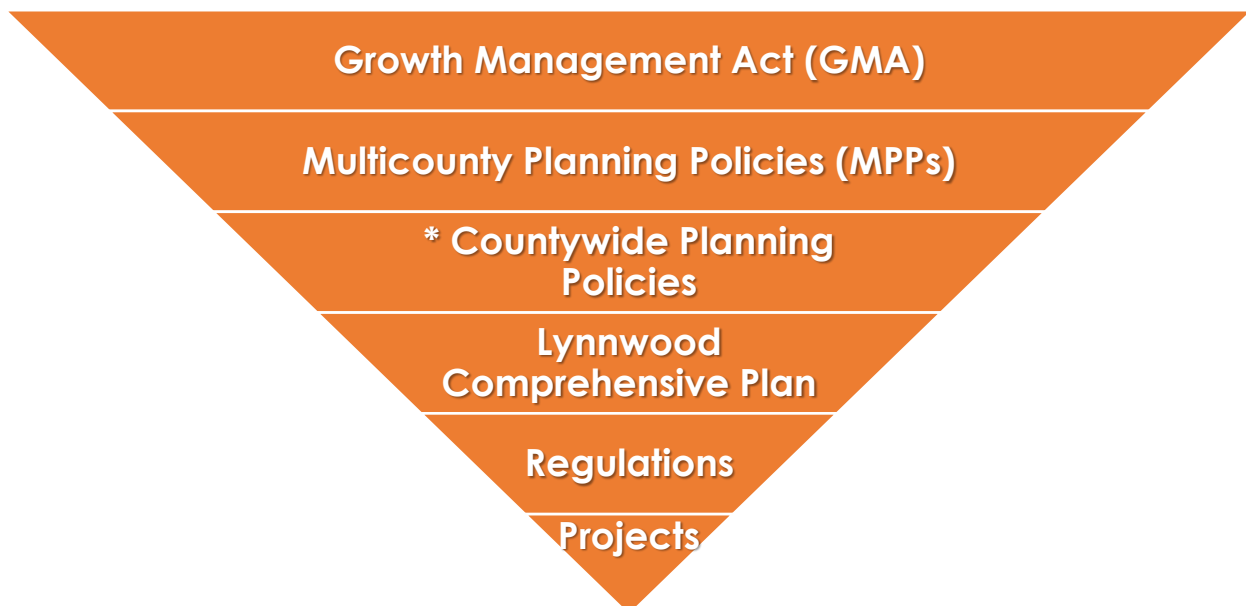 Growth Management Act (GMA)
Multicounty Planning Policies (MPPs)
* Countywide Planning
Policies
Lynnwood
Comprehensive Plan
Regulations
Projects